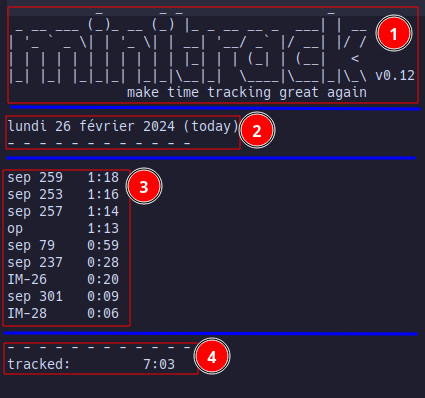 minitrack
1
v0.12
make time tracking great again
lundi 26 février 2024 (today)
2
- - - - - - - - - - - -
3
sep 259 1:18
sep 253 1:16
sep 257 1:14
op 1:13
sep 79 0:59
sep 237 0:28
IM-26 0:20
sep 301 0:09
IM-28 0:06
- - - - - - - - - - - -
4
tracked: 7:03